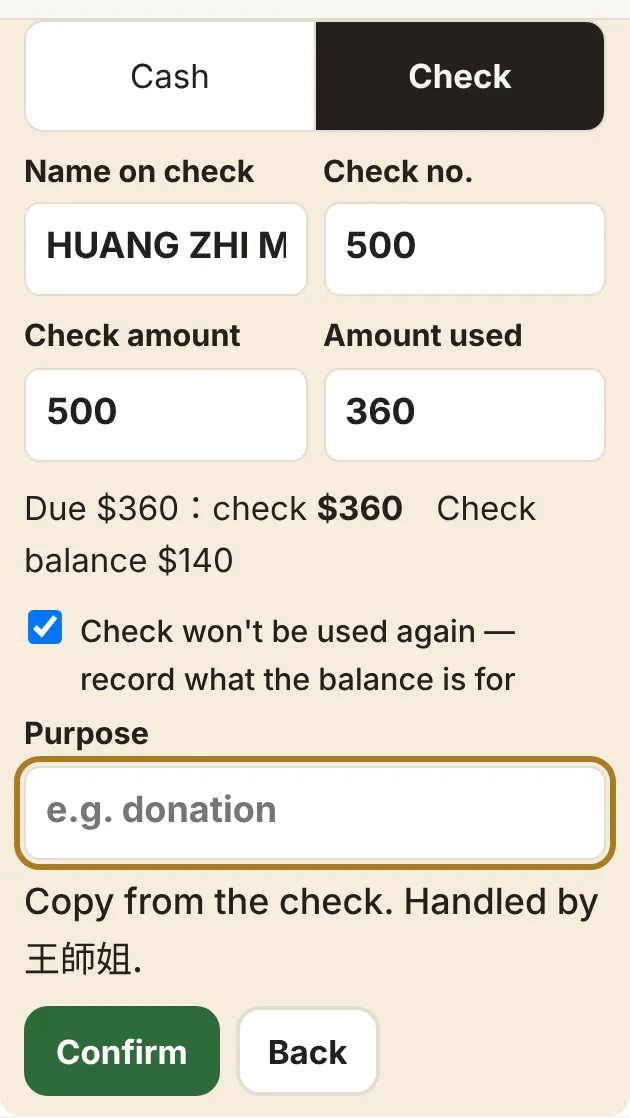 Cash Check
Name on check Check no.
HUANG ZHI M 500
Check amount Amount used
500 360
Due $360：check $360 Check
balance $140
Check won't be used again —
record what the balance is for
Purpose
e.g. donation
Copy from the check. Handled by
王師姐.
Confirm Back